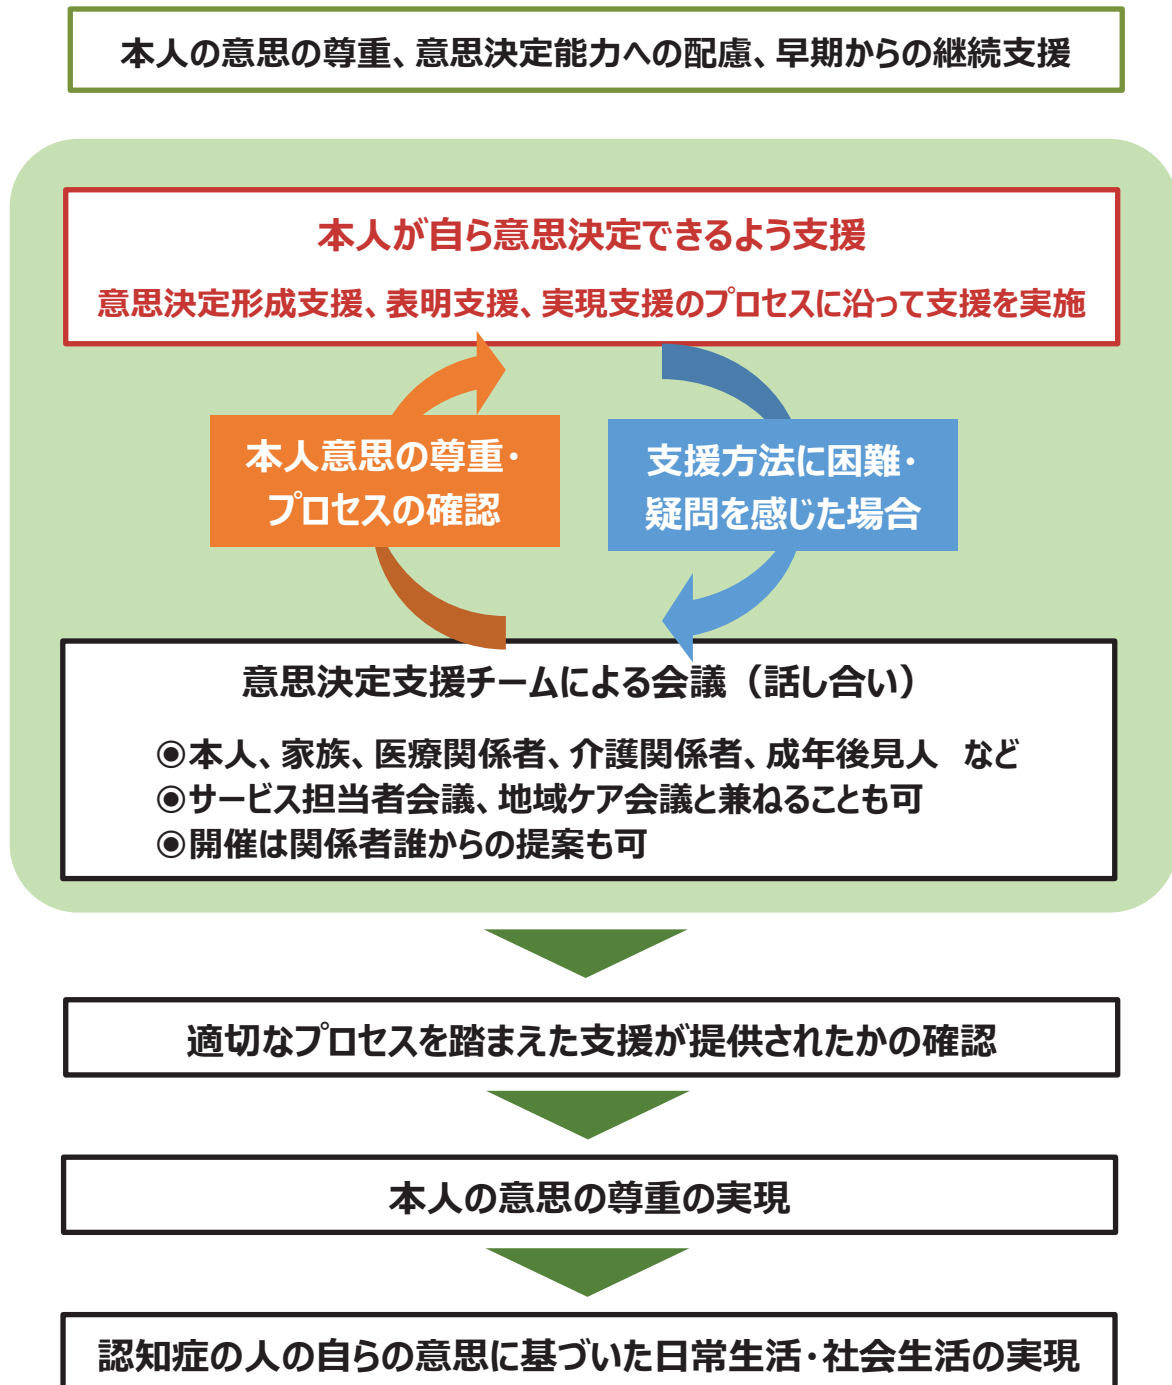 本人の意思の尊重、意思決定能力への配慮、早期からの継続支援
本人が自ら意思決定できるよう支援
意思決定形成支援、表明支援、実現支援のプロセスに沿って支援を実施
本人意思の尊重・
プロセスの確認
支援方法に困難・
疑問を感じた場合
意思決定支援チームによる会議（話し合い）
◉本人、家族、医療関係者、介護関係者、成年後見人　など
◉サービス担当者会議、地域ケア会議と兼ねることも可
◉開催は関係者誰からの提案も可
適切なプロセスを踏まえた支援が提供されたかの確認
本人の意思の尊重の実現
認知症の人の自らの意思に基づいた日常生活・社会生活の実現